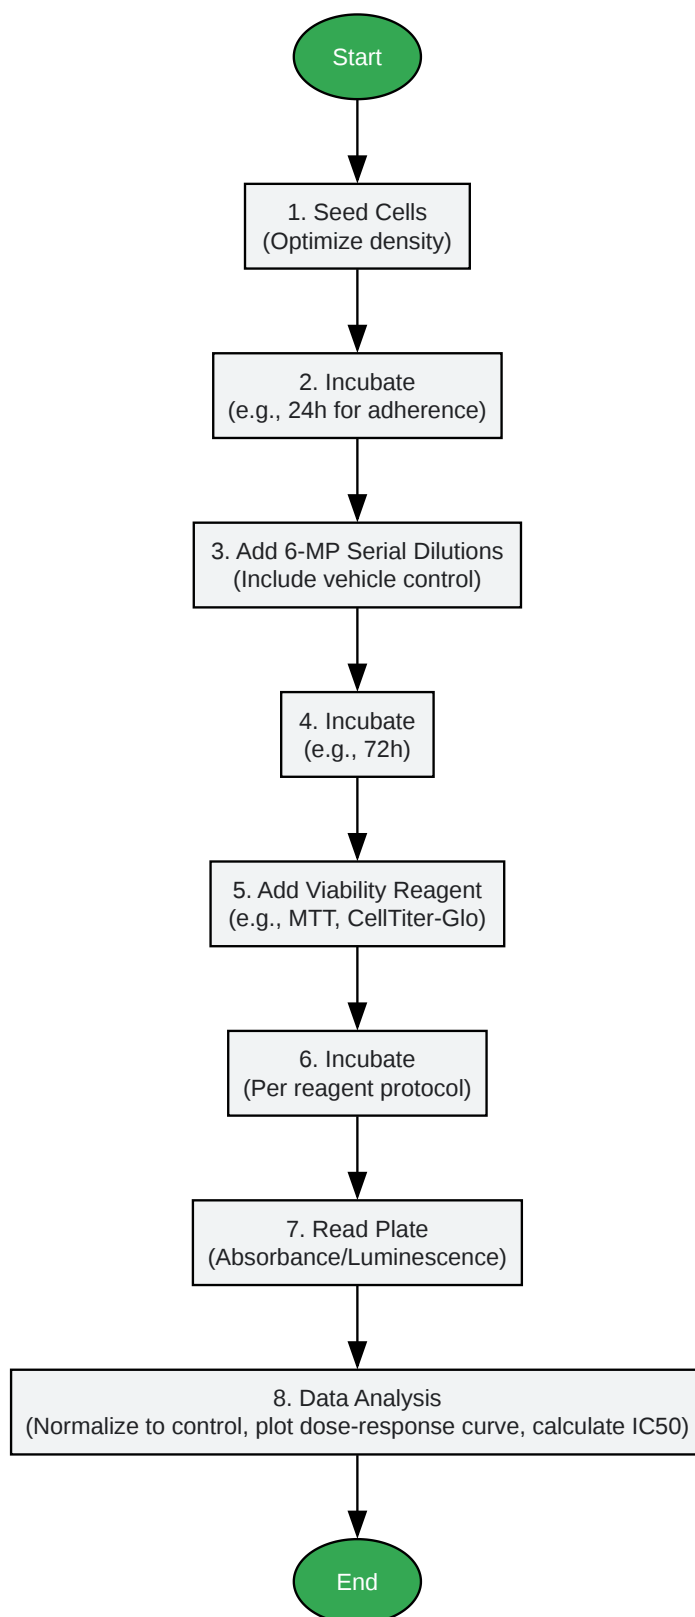 Start
1. Seed Cells
(Optimize density)
2. Incubate
(e.g., 24h for adherence)
3. Add 6-MP Serial Dilutions
(Include vehicle control)
4. Incubate
(e.g., 72h)
5. Add Viability Reagent
(e.g., MTT, CellTiter-Glo)
6. Incubate
(Per reagent protocol)
7. Read Plate
(Absorbance/Luminescence)
8. Data Analysis
(Normalize to control, plot dose-response curve, calculate IC50)
End